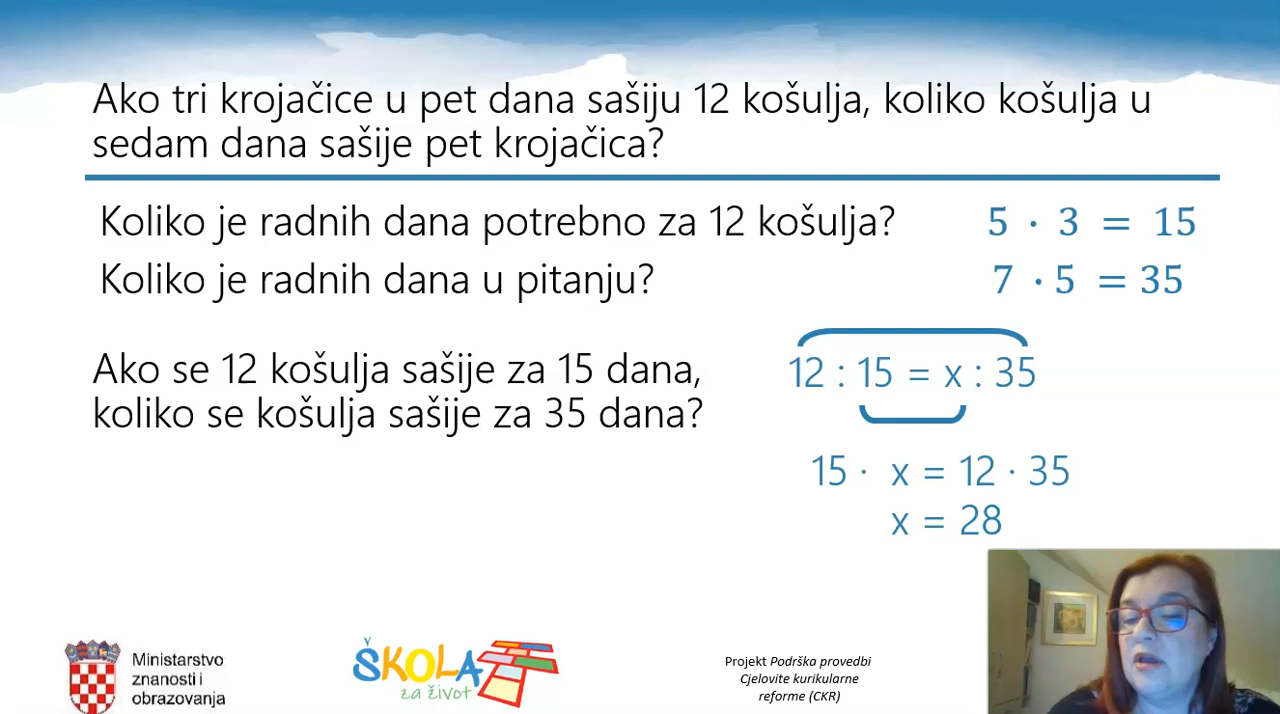 Ako tri krojačice u pet dana sašiju 12 košulja, koliko košulja u
sedam dana sašije pet krojačica?
Koliko je radnih dana potrebno za 12 košulja?
5 · 3 = 15
Koliko je radnih dana u pitanju?
7 · 5 = 35
Ako se 12 košulja sašije za 15 dana,
koliko se košulja sašije za 35 dana?
12 : 15 = x : 35
15 · x = 12 · 35
x = 28
Ministarstvo
znanosti i
obrazovanja
ŠKOLA
za život
Projekt Podrška provedbi
Cjelovite kurikularne
reforme (CKR)